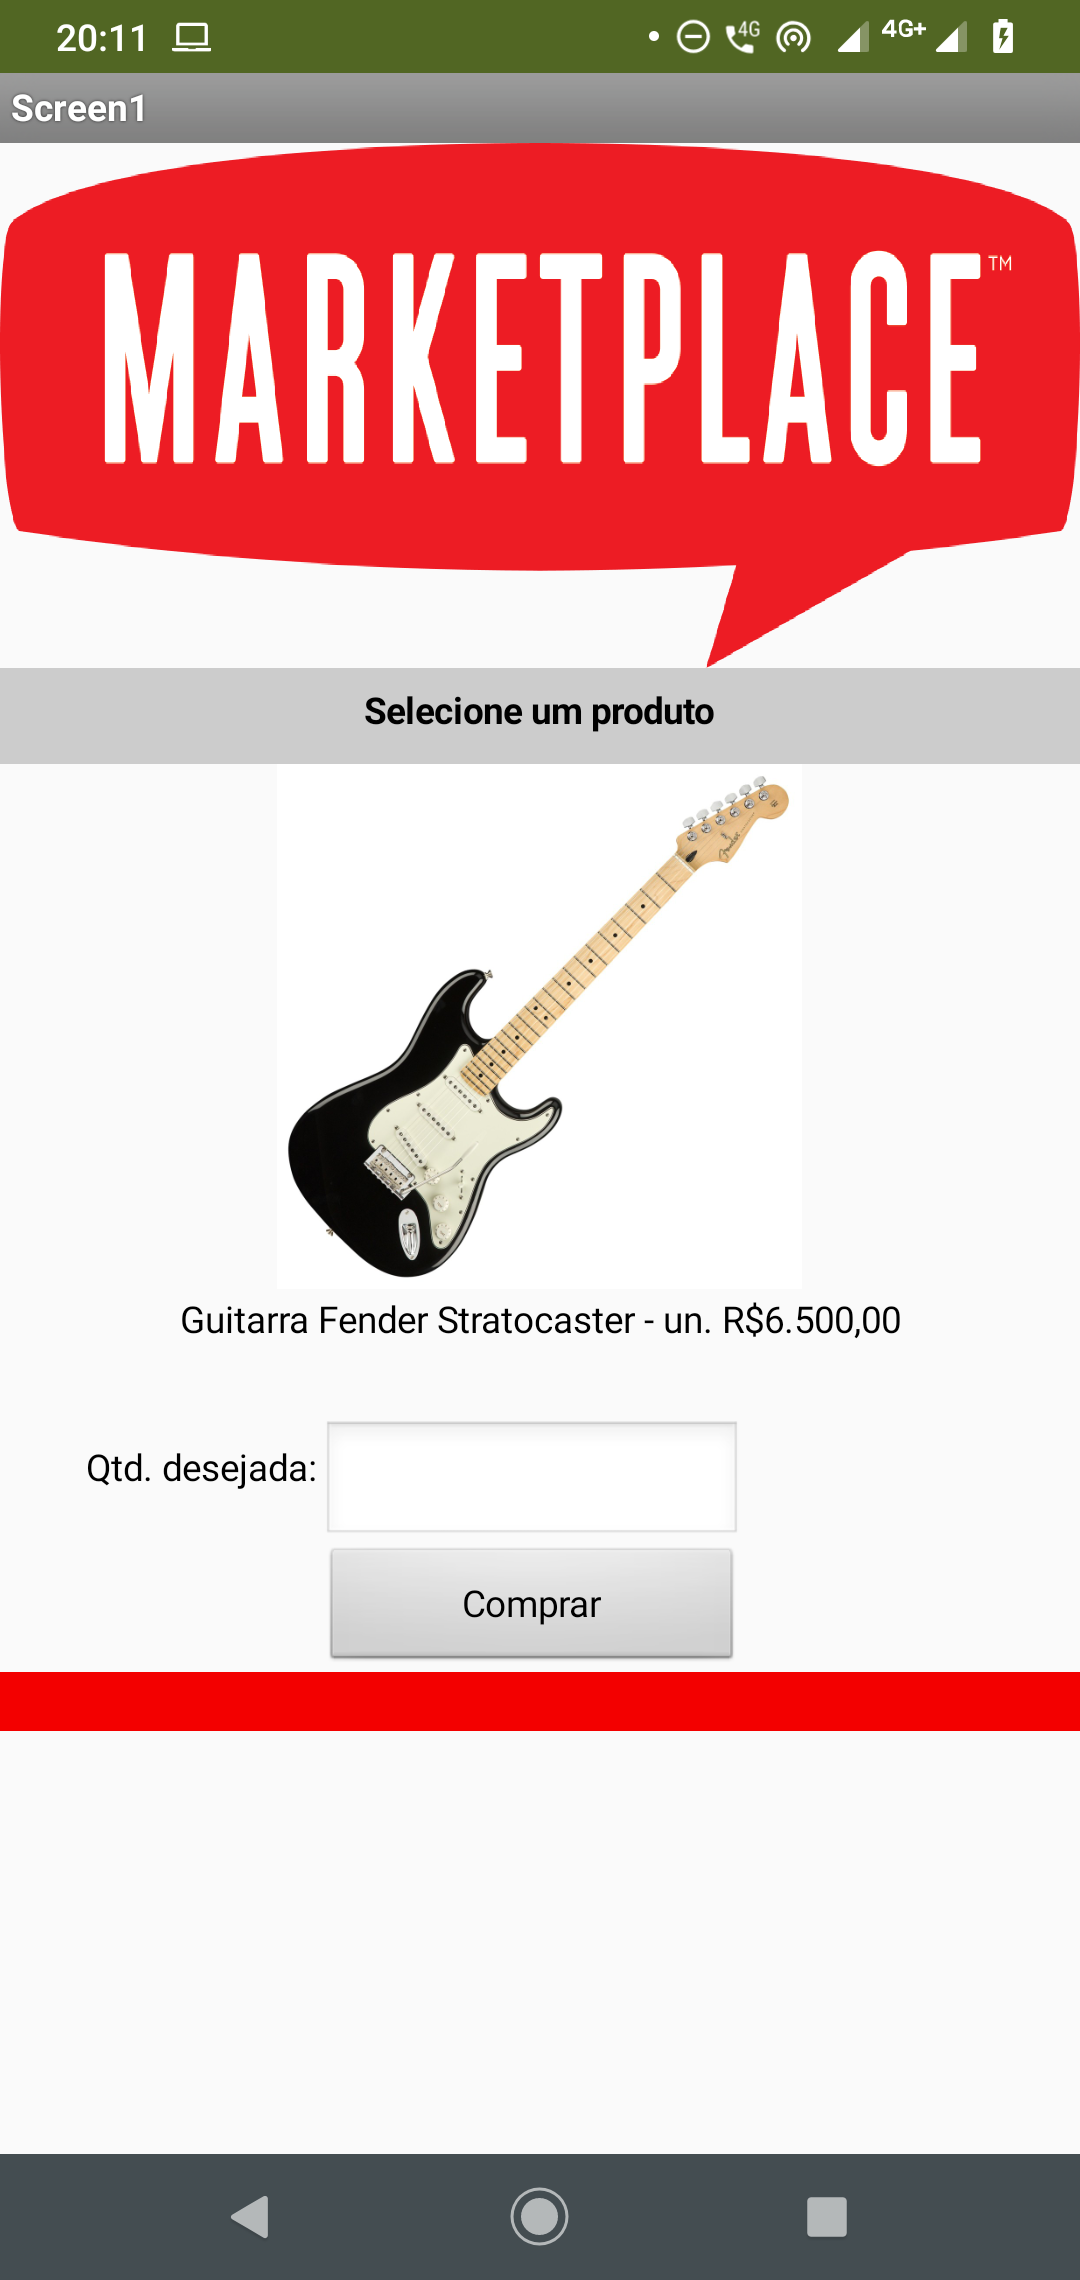 20:11 4G 4G+
Screen1
MARKETPLACE™
Selecione um produto
Fender
Guitarra Fender Stratocaster - un. R$6.500,00
Qtd. desejada:
Comprar